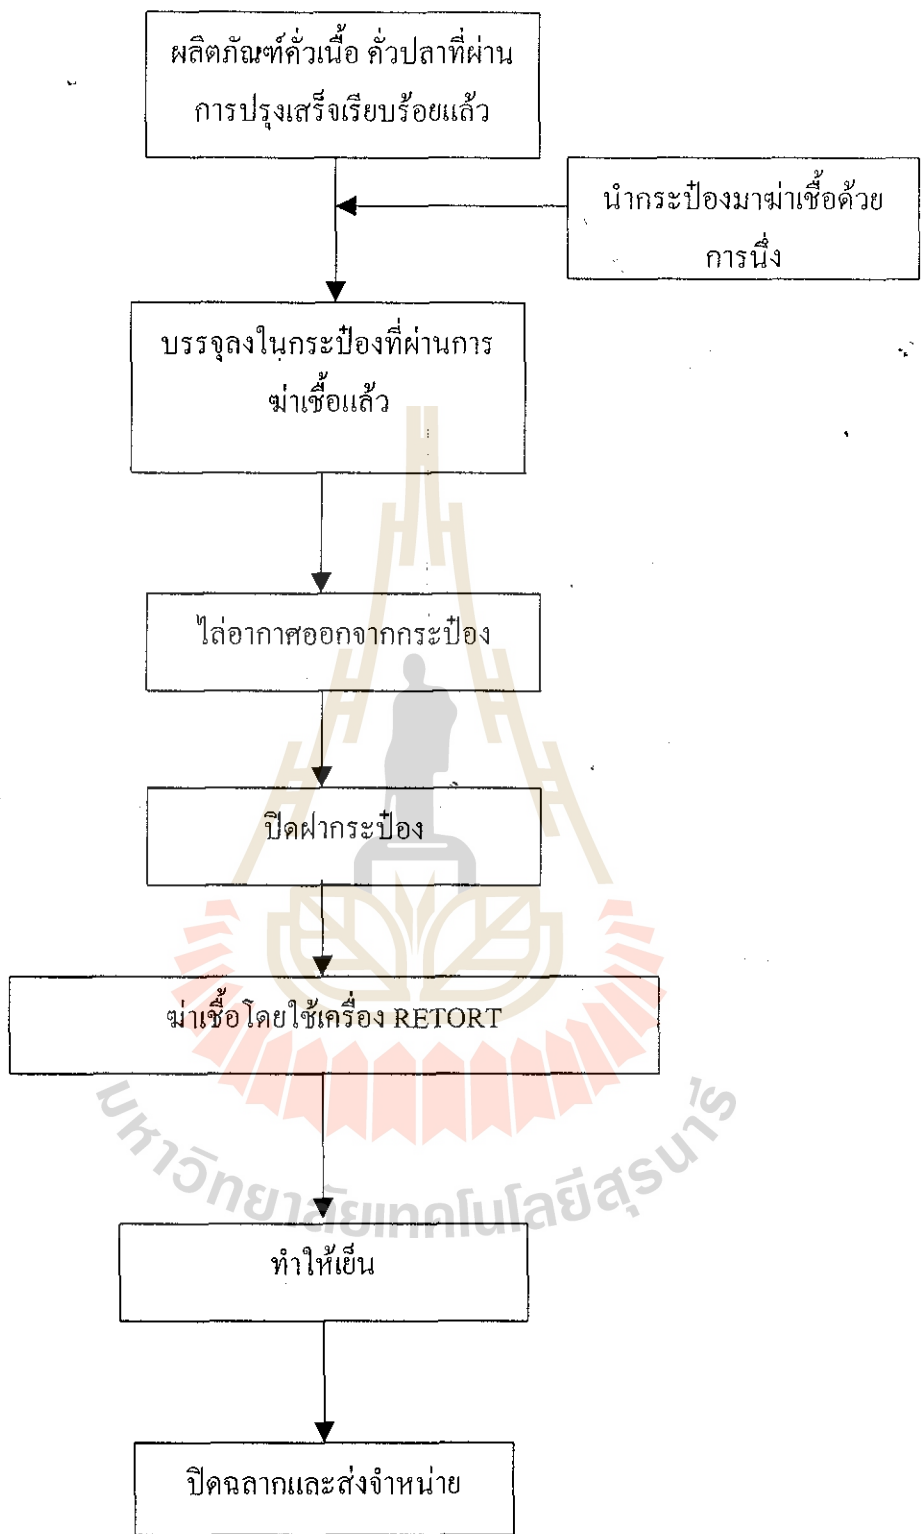 ผลิตภัณฑ์คั่วเนื้อ คั่วปลาที่ผ่าน
การปรุงเสร็จเรียบร้อยแล้ว
นำกระป๋องมาฆ่าเชื้อด้วย
การนึ่ง
บรรจุลงในกระป๋องที่ผ่านการ
ฆ่าเชื้อแล้ว
ไล่อากาศออกจากกระป๋อง
ปิดฝากระป๋อง
ฆ่าเชื้อโดยใช้เครื่อง RETORT
มหาวิทยาลัยเทคโนโลยีสุรนารี
ทำให้เย็น
ปิดฉลากและส่งจำหน่าย